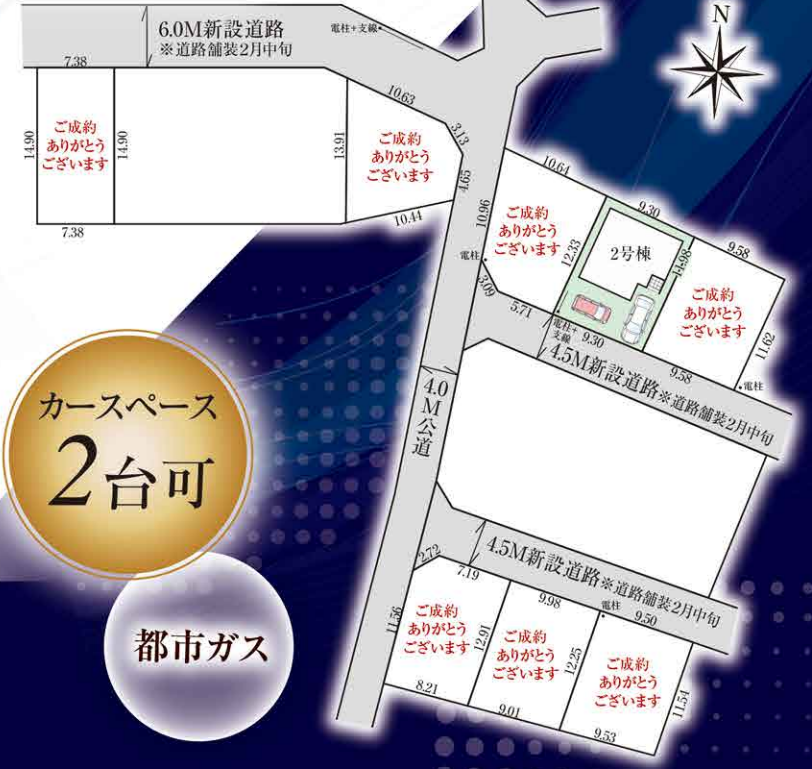 6.0M新設道路
※道路舗装2月中旬
電柱+支線
N
7.38
14.90
ご成約
ありがとう
ございます
14.90
7.38
13.91
10.63
ご成約
ありがとう
ございます
3.13
4.65
10.44
10.96
電柱
3.09
10.64
ご成約
ありがとう
ございます
12.33
5.71
9.30
2号棟
11.98
電柱+
支線
9.30
9.58
ご成約
ありがとう
ございます
11.62
9.58
電柱
4.5M新設道路※道路舗装2月中旬
4.0M公道
カースペース
2台可
都市ガス
4.5M新設道路※道路舗装2月中旬
2.72
7.19
11.56
ご成約
ありがとう
ございます
12.91
8.21
9.98
ご成約
ありがとう
ございます
12.25
9.01
電柱
9.50
ご成約
ありがとう
ございます
11.54
9.53